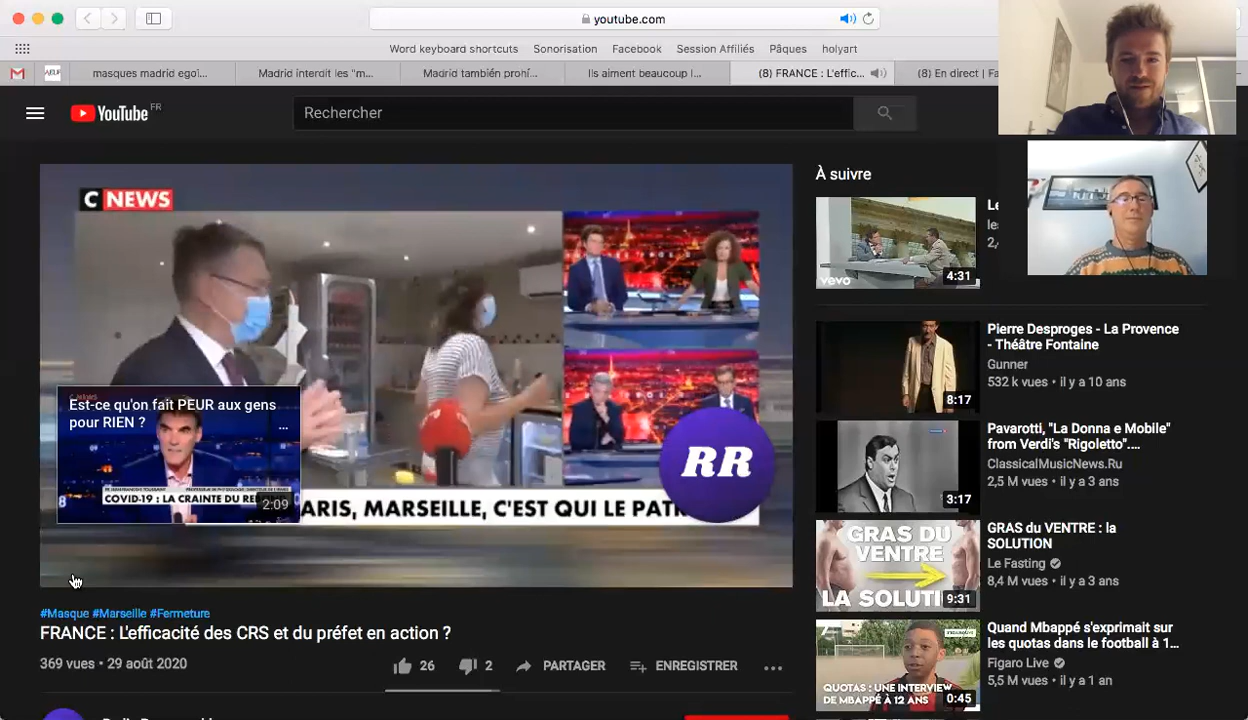 youtube.com
Word keyboard shortcuts
Sonorisation
Facebook
Session Affiliés
Pâques
holyart
masques madrid egoï...
Madrid interdit les "m...
Madrid también prohí...
Ils aiment beaucoup l...
(8) FRANCE : L'effic...
(8) En direct | Fa
YouTube FR
Rechercher
C NEWS
Est-ce qu'on fait PEUR aux gens
pour RIEN ?
COVID-19 : LA CRAINTE DU
2:09
ARIS, MARSEILLE, C'EST QUI LE
RR
#Masque #Marseille #Fermeture
FRANCE : L'efficacité des CRS et du préfet en action ?
369 vues • 29 août 2020
26
2
PARTAGER
ENREGISTRER
À suivre
vevo
4:31
Pierre Desproges - La Provence
- Théâtre Fontaine
Gunner
532 k vues • il y a 10 ans
8:17
Pavarotti, "La Donna e Mobile"
from Verdi's "Rigoletto"....
ClassicalMusicNews.Ru
2,5 M vues • il y a 3 ans
3:17
GRAS DU
VENTRE
LA SOLUTI
9:31
GRAS du VENTRE : la
SOLUTION
Le Fasting
8,4 M vues • il y a 3 ans
QUOTAS : UNE INTERVIEW
DE MBAPPÉ À 12 ANS
0:45
Quand Mbappé s'exprimait sur
les quotas dans le football à 1...
Figaro Live
5,5 M vues • il y a 1 an